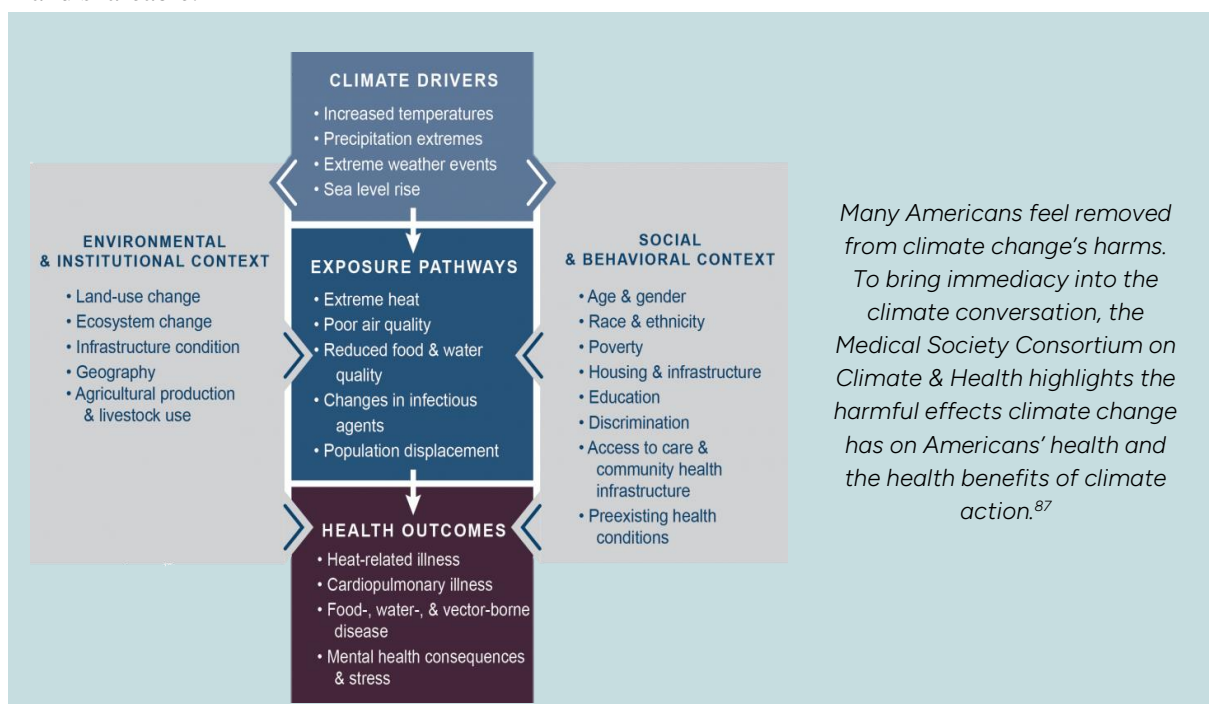 CLIMATE DRIVERS
• Increased temperatures
• Precipitation extremes
• Extreme weather events
• Sea level rise
ENVIRONMENTAL
& INSTITUTIONAL CONTEXT
• Land-use change
• Ecosystem change
• Infrastructure condition
• Geography
• Agricultural production
& livestock use
EXPOSURE PATHWAYS
• Extreme heat
• Poor air quality
• Reduced food & water
quality
• Changes in infectious
agents
• Population displacement
SOCIAL
& BEHAVIORAL CONTEXT
• Age & gender
• Race & ethnicity
• Poverty
• Housing & infrastructure
• Education
• Discrimination
• Access to care &
community health
infrastructure
• Preexisting health
conditions
HEALTH OUTCOMES
• Heat-related illness
• Cardiopulmonary illness
• Food-, water-, & vector-borne
disease
• Mental health consequences
& stress
Many Americans feel removed
from climate change’s harms.
To bring immediacy into the
climate conversation, the
Medical Society Consortium on
Climate & Health highlights the
harmful effects climate change
has on Americans’ health and
the health benefits of climate
action.87